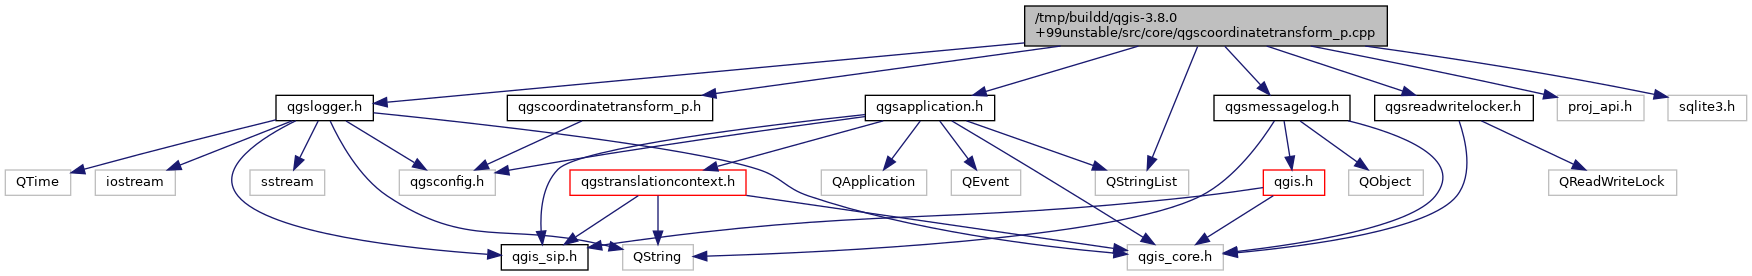 /tmp/buildd/qgis-3.8.0
+99unstable/src/core/qgscoordinatetransform_p.cpp
qgslogger.h
qgscoordinatetransform_p.h
qgsapplication.h
qgsmessagelog.h
qgsreadwritelocker.h
proj_api.h
sqlite3.h
QTime
iostream
sstream
qgsconfig.h
qgstranslationcontext.h
QApplication
QEvent
QStringList
qgis.h
QObject
QReadWriteLock
qgis_sip.h
QString
qgis_core.h